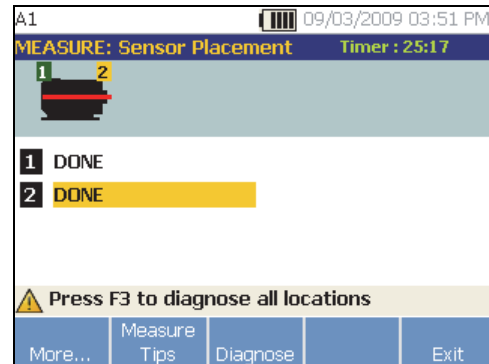 A1 09/03/2009 03:51 PM
MEASURE: Sensor Placement Timer : 25:17
1 2
1 DONE
2 DONE
Press F3 to diagnose all locations
Measure
More... Tips Diagnose Exit